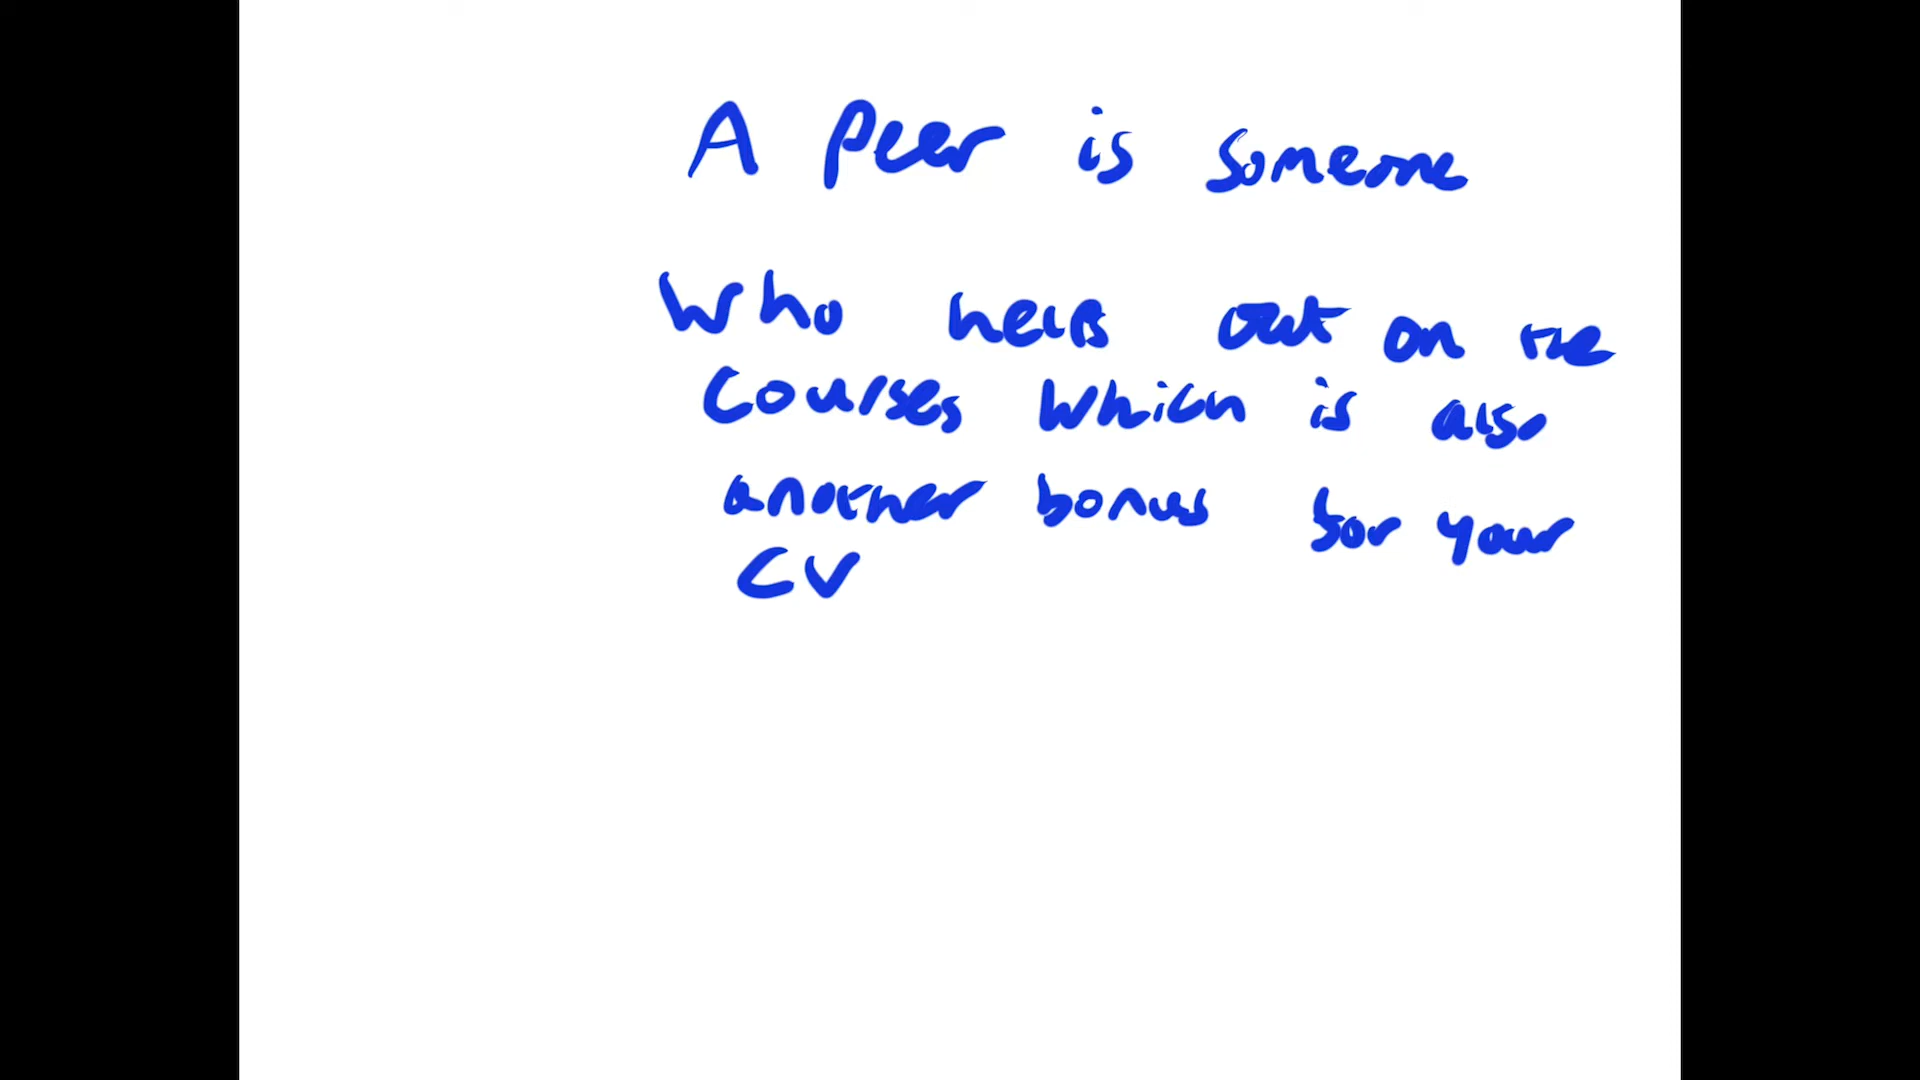 A Peer is someone
Who helps out on the
Courses which is also
another bonus for your
CV